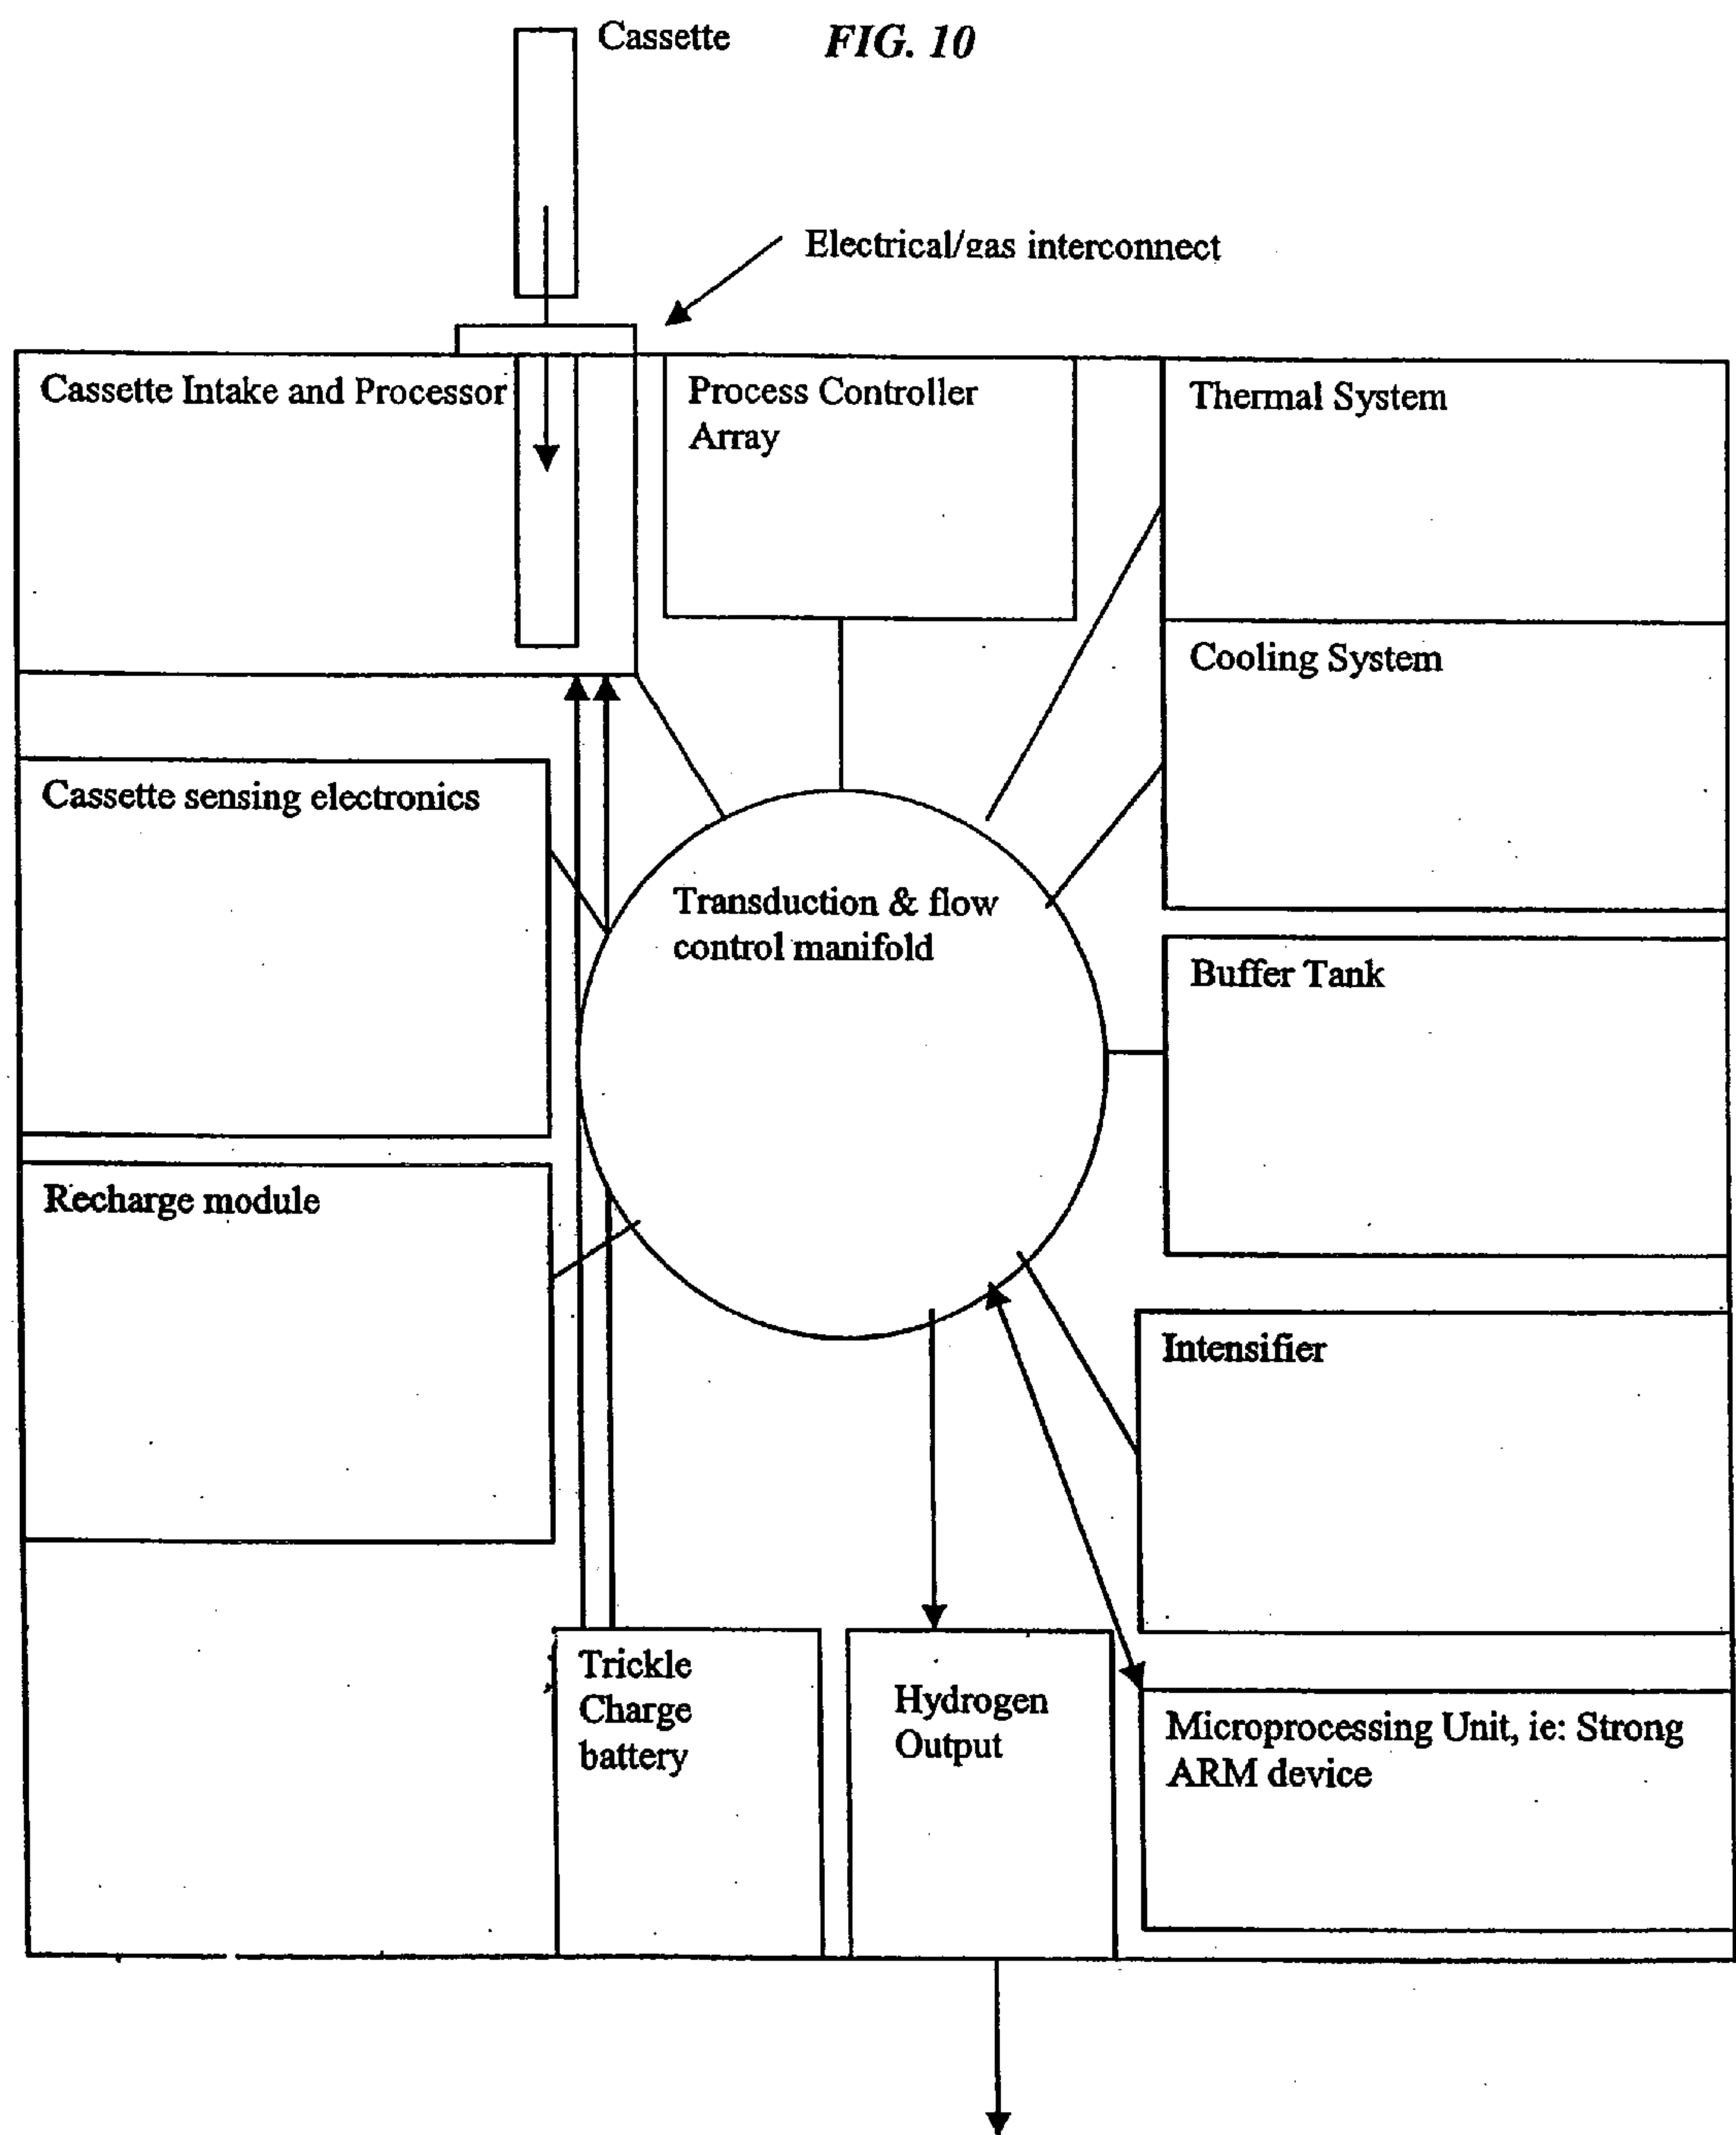 Cassette
FIG. 10
Electrical/gas interconnect
Cassette Intake and Processor
Process Controller
Array
Thermal System
Cooling System
Cassette sensing electronics
Transduction & flow
control manifold
Buffer Tank
Recharge module
Intensifier
Trickle
Charge
battery
Hydrogen
Output
Microprocessing Unit, ie: Strong
ARM device